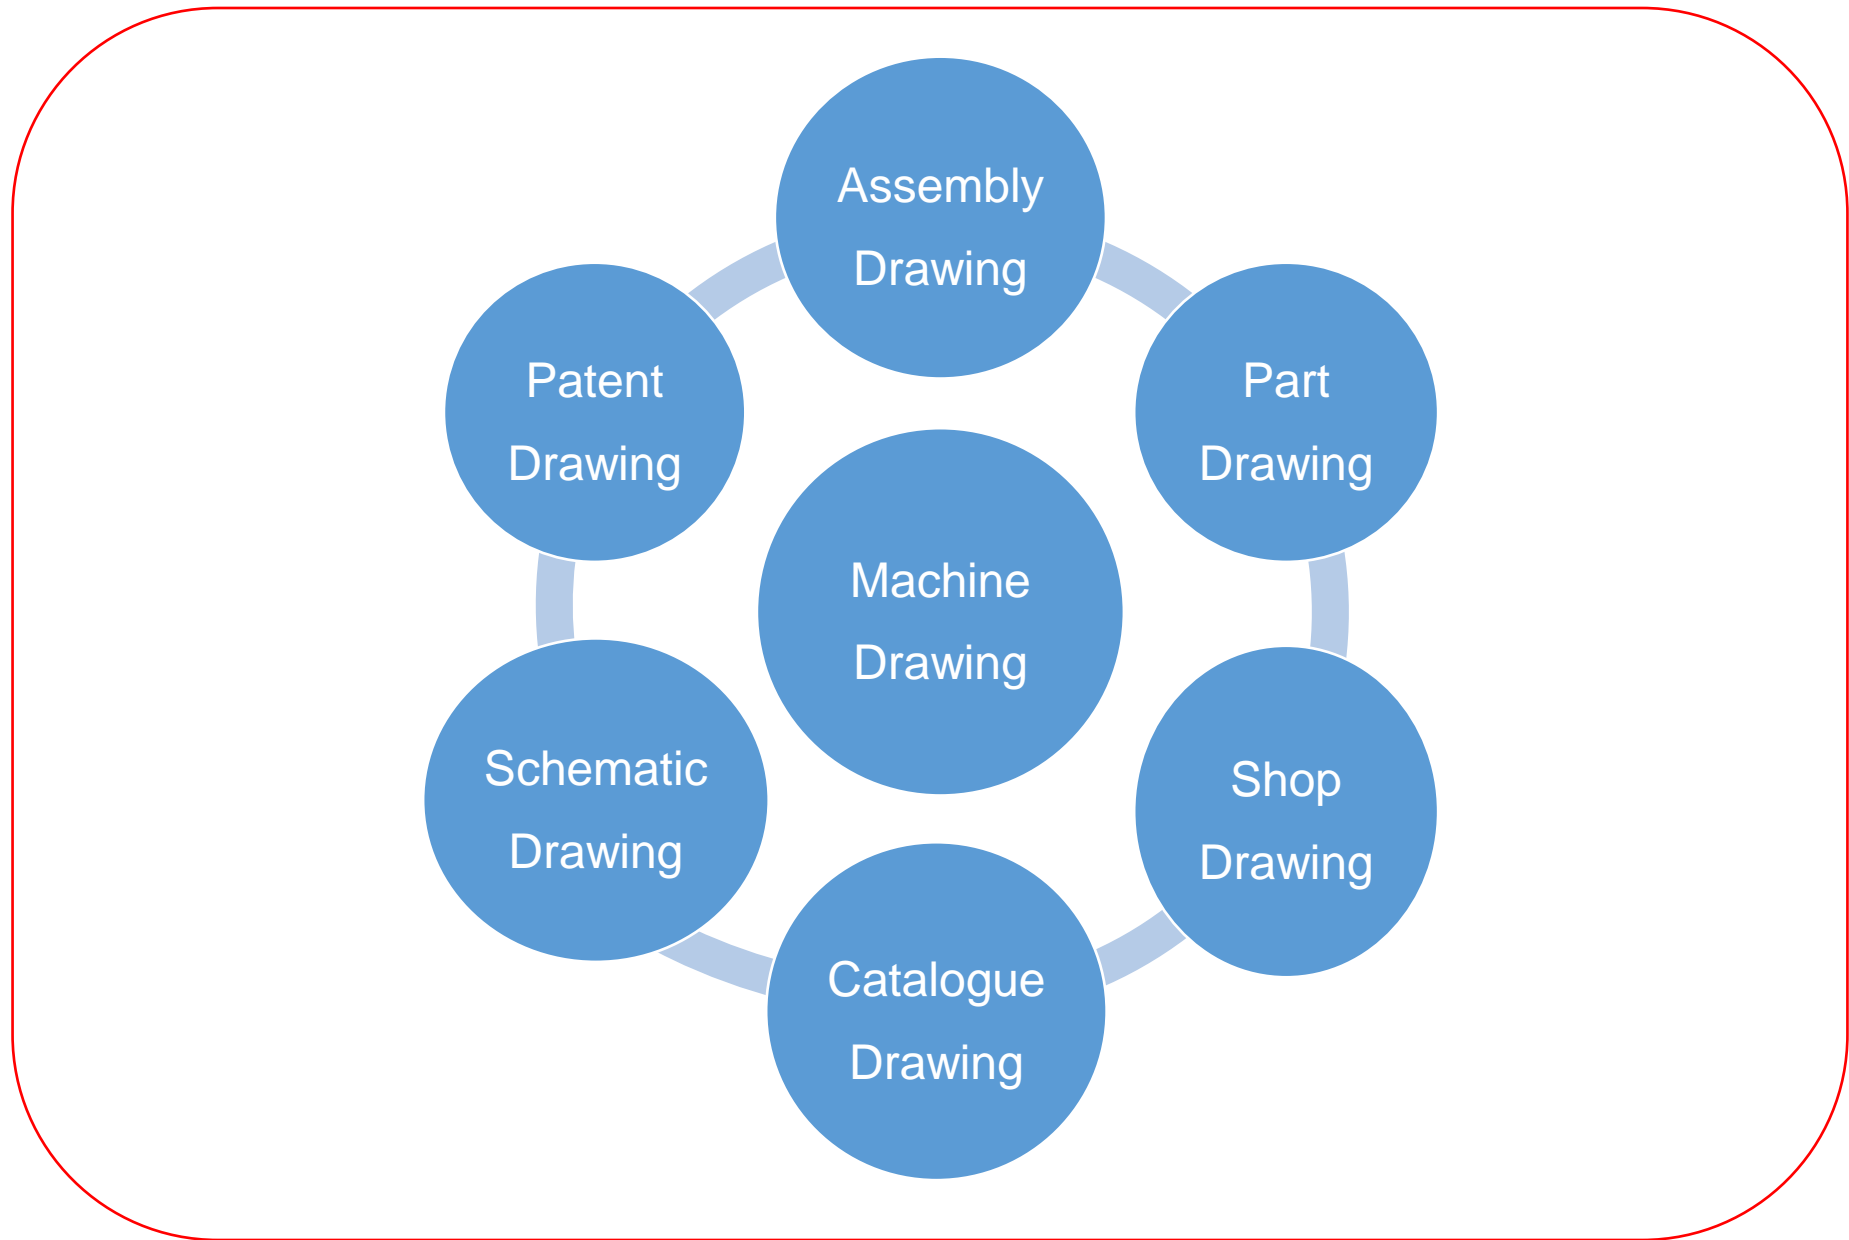 Assembly
Drawing
Part
Drawing
Shop
Drawing
Catalogue
Drawing
Schematic
Drawing
Patent
Drawing
Machine
Drawing